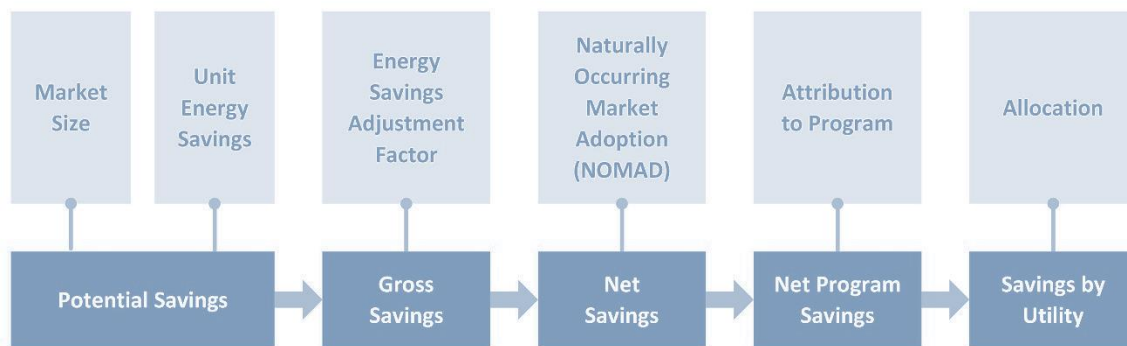 Market
Size
Unit
Energy
Savings
Energy
Savings
Adjustment
Factor
Naturally
Occurring
Market
Adoption
(NOMAD)
Attribution
to Program
Allocation
Potential Savings
Gross
Savings
Net
Savings
Net Program
Savings
Savings by
Utility